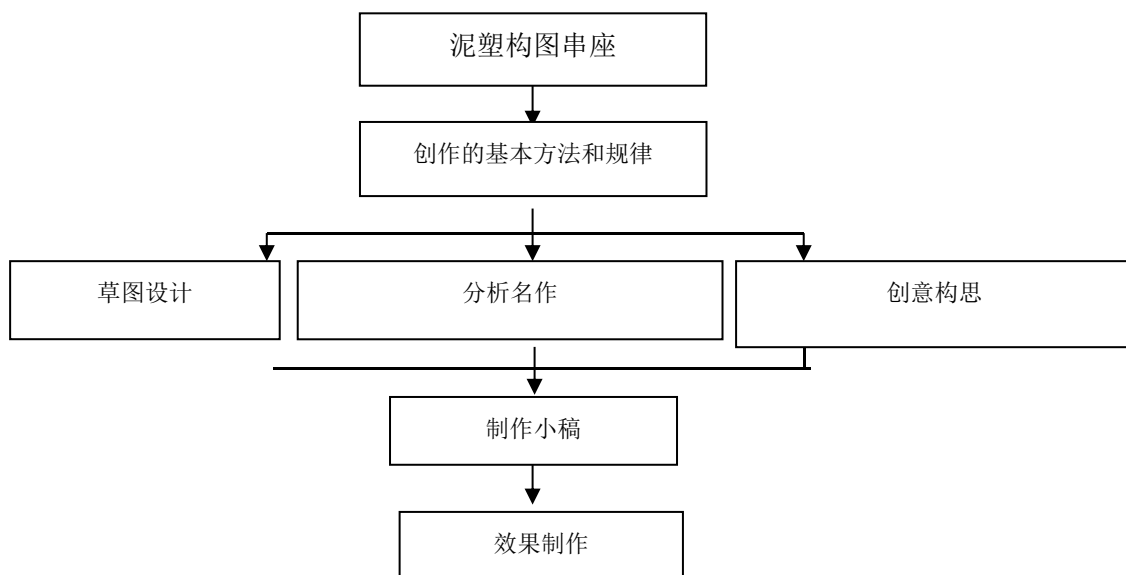 泥塑构图串座
创作的基本方法和规律
草图设计
分析名作
创意构思
制作小稿
效果制作